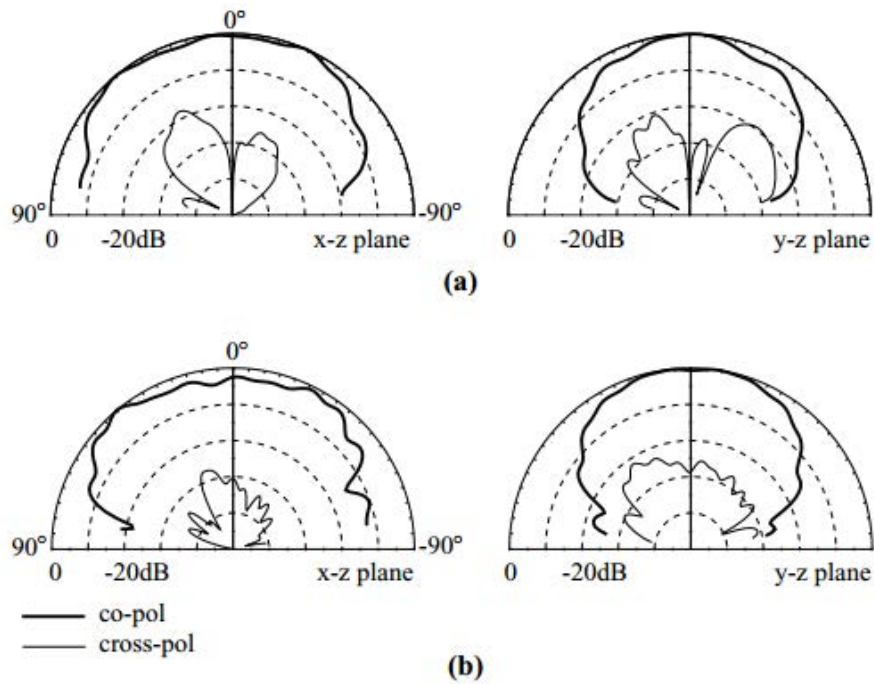 0°
90° -90°
0 -20dB x-z plane 0 -20dB y-z plane
(a)
0°
90° -90°
0 -20dB x-z plane 0 -20dB y-z plane
co-pol
cross-pol
(b)